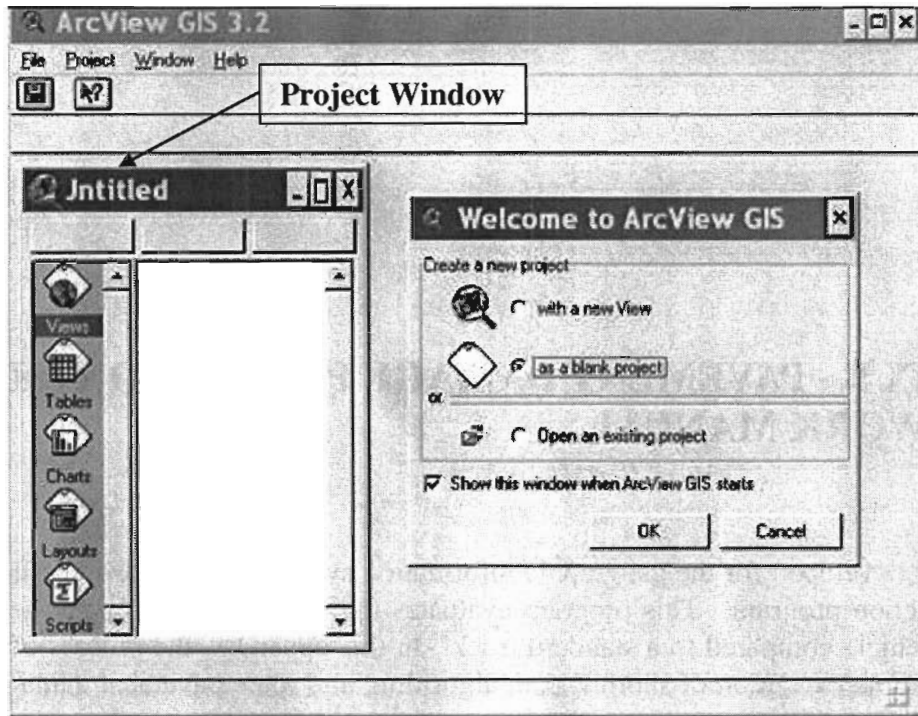 ArcView GIS 3.2
File Project Window Help
Project Window
Jntitled
Views
Tables
Charts
Layouts
Scripts
Welcome to ArcView GIS
Create a new project
with a new View
as a blank project
or
Open an existing project
Show this window when ArcView GIS starts
OK Cancel